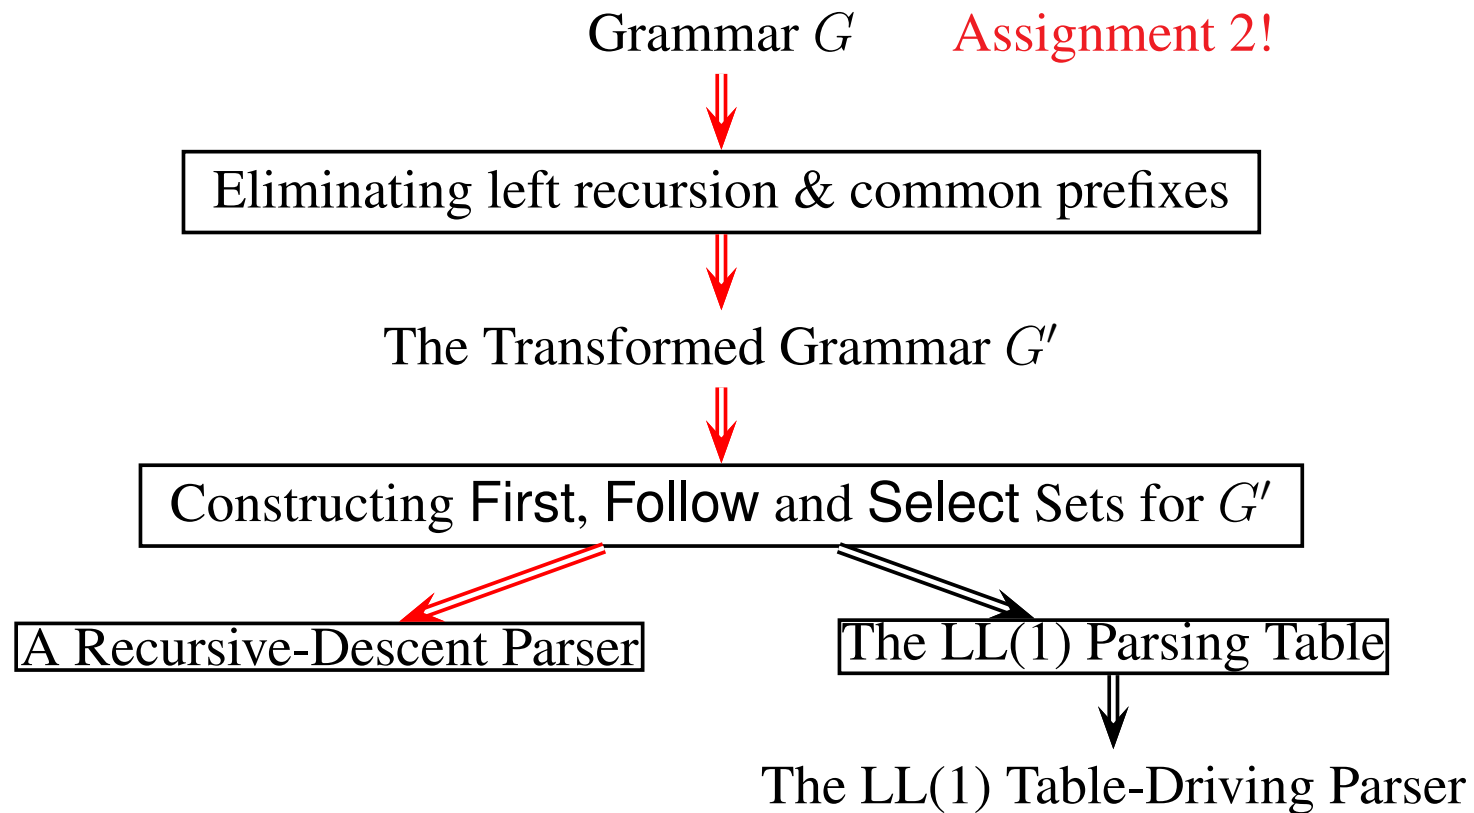 Grammar G Assignment 2!
Eliminating left recursion & common prefixes
The Transformed Grammar G′
Constructing First, Follow and Select Sets for G′
A Recursive-Descent Parser
The LL(1) Parsing Table
The LL(1) Table-Driving Parser